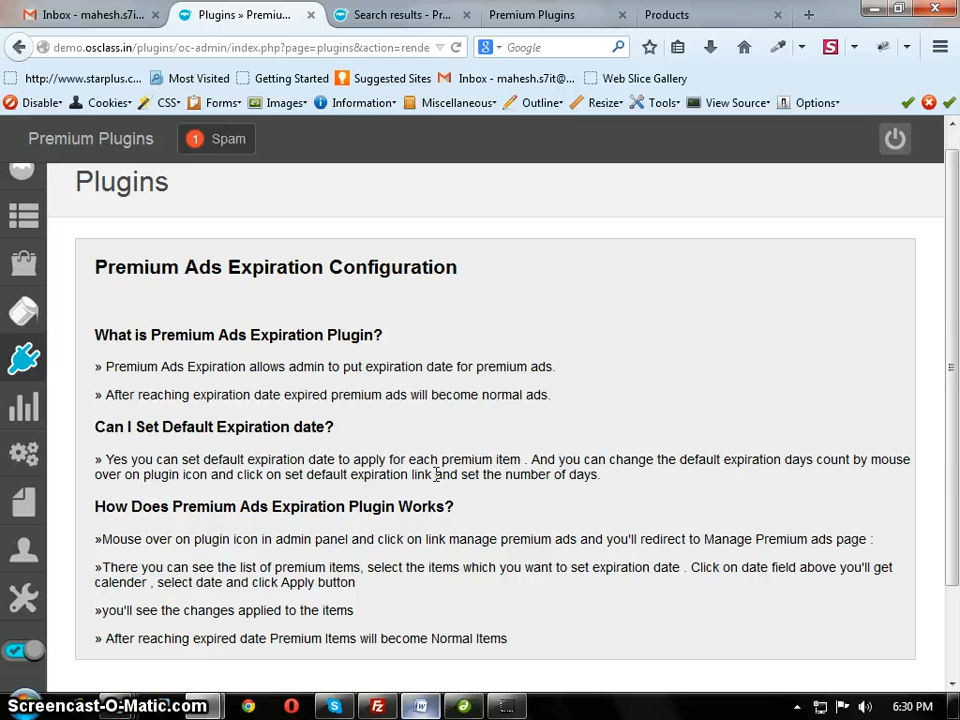 Inbox - mahesh.s7i...
Plugins » Premiu...
Search results - Pr...
Premium Plugins
Products
demo.osclass.in/plugins/oc-admin/index.php?page=plugins&action=rende
Google
http://www.starplus.c...
Most Visited
Getting Started
Suggested Sites
Inbox - mahesh.s7it@...
Web Slice Gallery
Disable
Cookies
CSS
Forms
Images
Information
Miscellaneous
Outline
Resize
Tools
View Source
Options
Premium Plugins
1 Spam
Plugins
Premium Ads Expiration Configuration
What is Premium Ads Expiration Plugin?
» Premium Ads Expiration allows admin to put expiration date for premium ads.
» After reaching expiration date expired premium ads will become normal ads.
Can I Set Default Expiration date?
» Yes you can set default expiration date to apply for each premium item . And you can change the default expiration days count by mouse
over on plugin icon and click on set default expiration link and set the number of days.
How Does Premium Ads Expiration Plugin Works?
»Mouse over on plugin icon in admin panel and click on link manage premium ads and you'll redirect to Manage Premium ads page :
»There you can see the list of premium items, select the items which you want to set expiration date . Click on date field above you'll get
calender , select date and click Apply button
»you'll see the changes applied to the items
» After reaching expired date Premium Items will become Normal Items
Screencast-O-Matic.com
6:30 PM